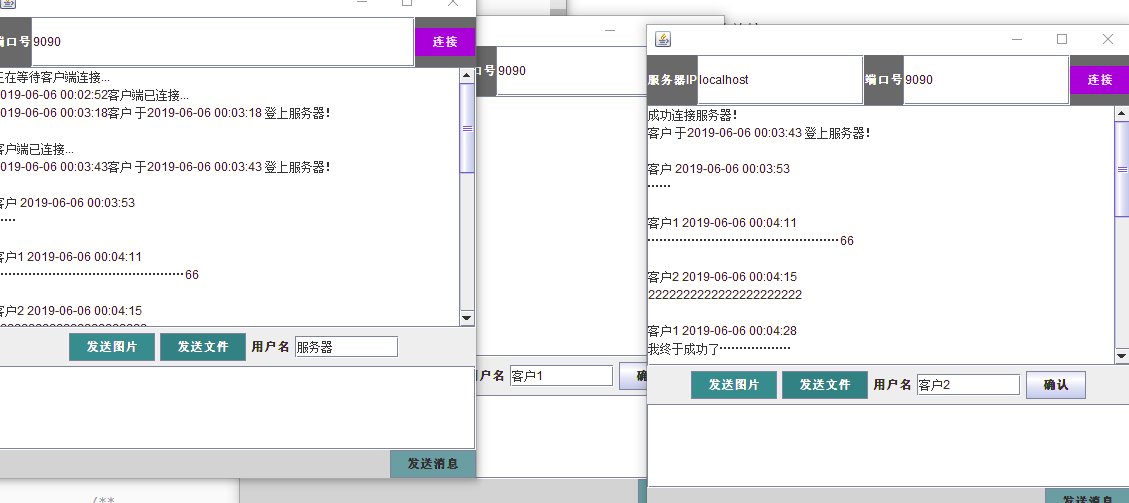 端口号 9090 连接
正在等待客户端连接...
2019-06-06 00:02:52客户端已连接...
2019-06-06 00:03:18客户 于2019-06-06 00:03:18 登上服务器!
客户端已连接...
2019-06-06 00:03:43客户 于2019-06-06 00:03:43 登上服务器!
客户 2019-06-06 00:03:53
·····
客户1 2019-06-06 00:04:11
·········································66
客户2 2019-06-06 00:04:15
发送图片 发送文件 用户名 服务器
发送消息
/**
口号 9090
用户名 客户1 确
服务器IP localhost 端口号 9090 连接
成功连接服务器!
客户 于2019-06-06 00:03:43 登上服务器!
客户 2019-06-06 00:03:53
······
客户1 2019-06-06 00:04:11
·········································66
客户2 2019-06-06 00:04:15
2222222222222222222222
客户1 2019-06-06 00:04:28
我终于成功了··················
发送图片 发送文件 用户名 客户2 确认
发送消息